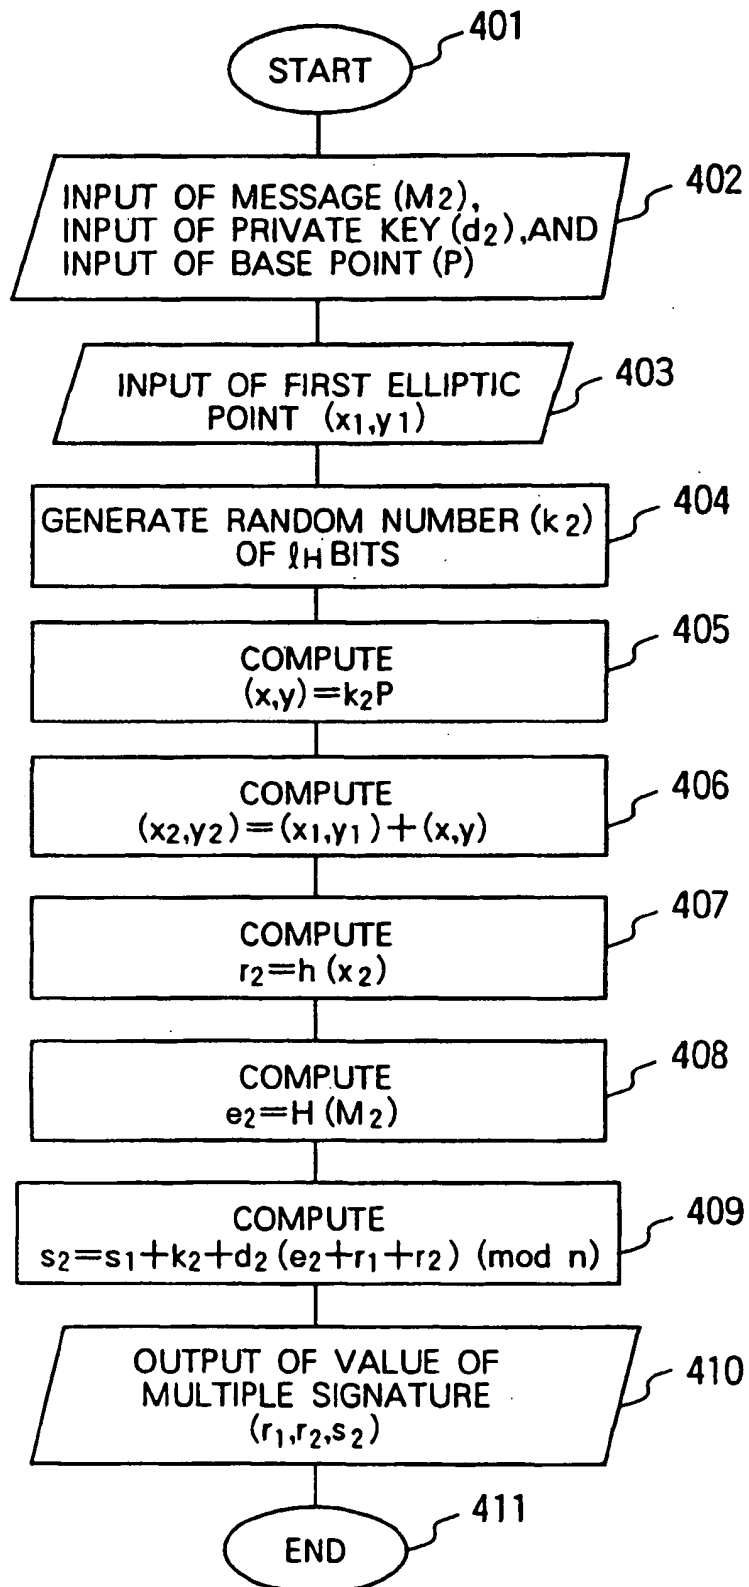 401
START
402
INPUT OF MESSAGE (M2),
INPUT OF PRIVATE KEY (d2), AND
INPUT OF BASE POINT (P)
403
INPUT OF FIRST ELLIPTIC
POINT (x1,y1)
404
GENERATE RANDOM NUMBER (k2)
OF ℓH BITS
405
COMPUTE
(x,y)=k2P
406
COMPUTE
(x2,y2)=(x1,y1)+(x,y)
407
COMPUTE
r2=h(x2)
408
COMPUTE
e2=H(M2)
409
COMPUTE
s2=s1+k2+d2(e2+r1+r2) (mod n)
410
OUTPUT OF VALUE OF
MULTIPLE SIGNATURE
(r1,r2,s2)
411
END